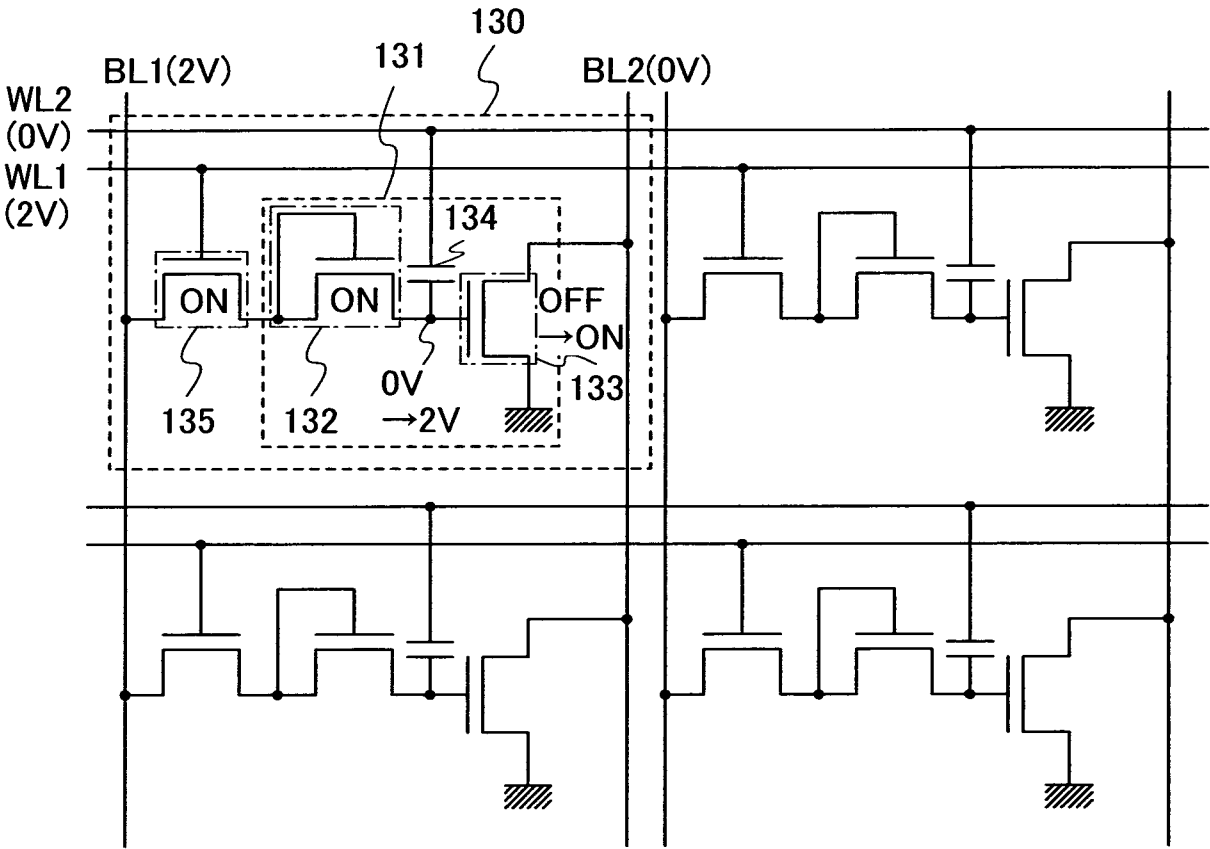 130
131
BL1(2V)
BL2(0V)
WL2
(0V)
WL1
(2V)
134
ON
ON
OFF
→ON
0V
→2V
133
135
132